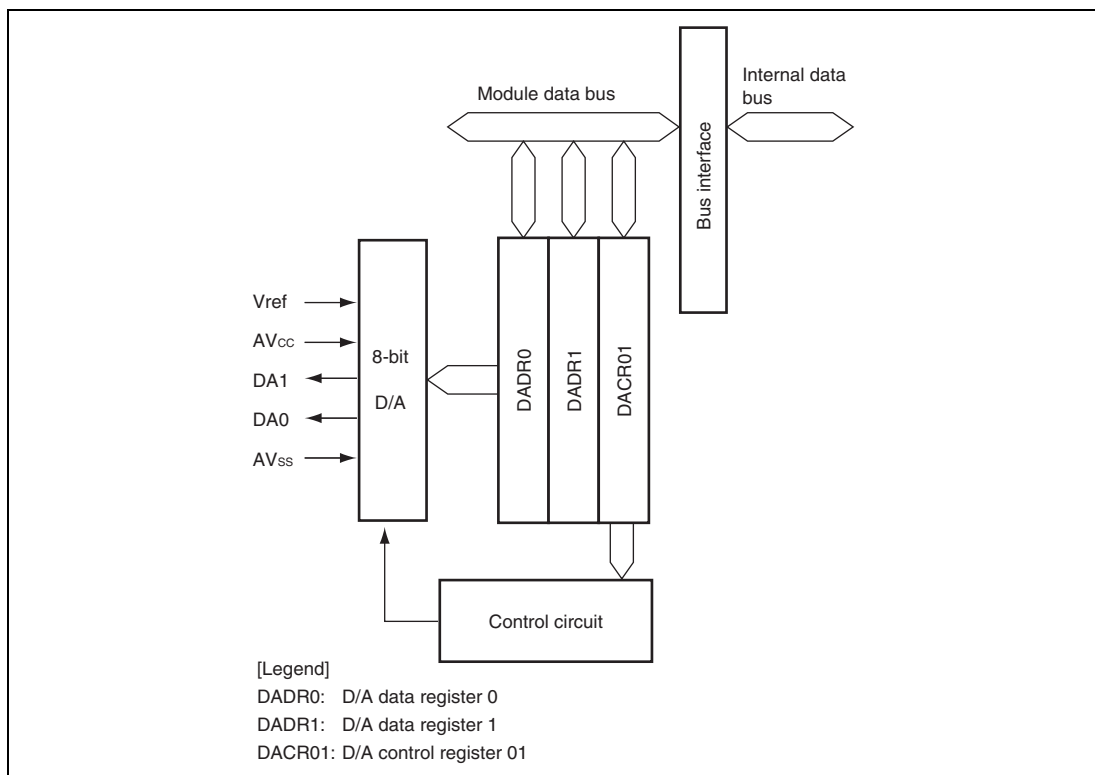 Module data bus
Internal data
bus
Bus interface
Vref
AVCC
DA1
DA0
AVSS
8-bit
D/A
DADR0
DADR1
DACR01
Control circuit
[Legend]
DADR0: D/A data register 0
DADR1: D/A data register 1
DACR01: D/A control register 01